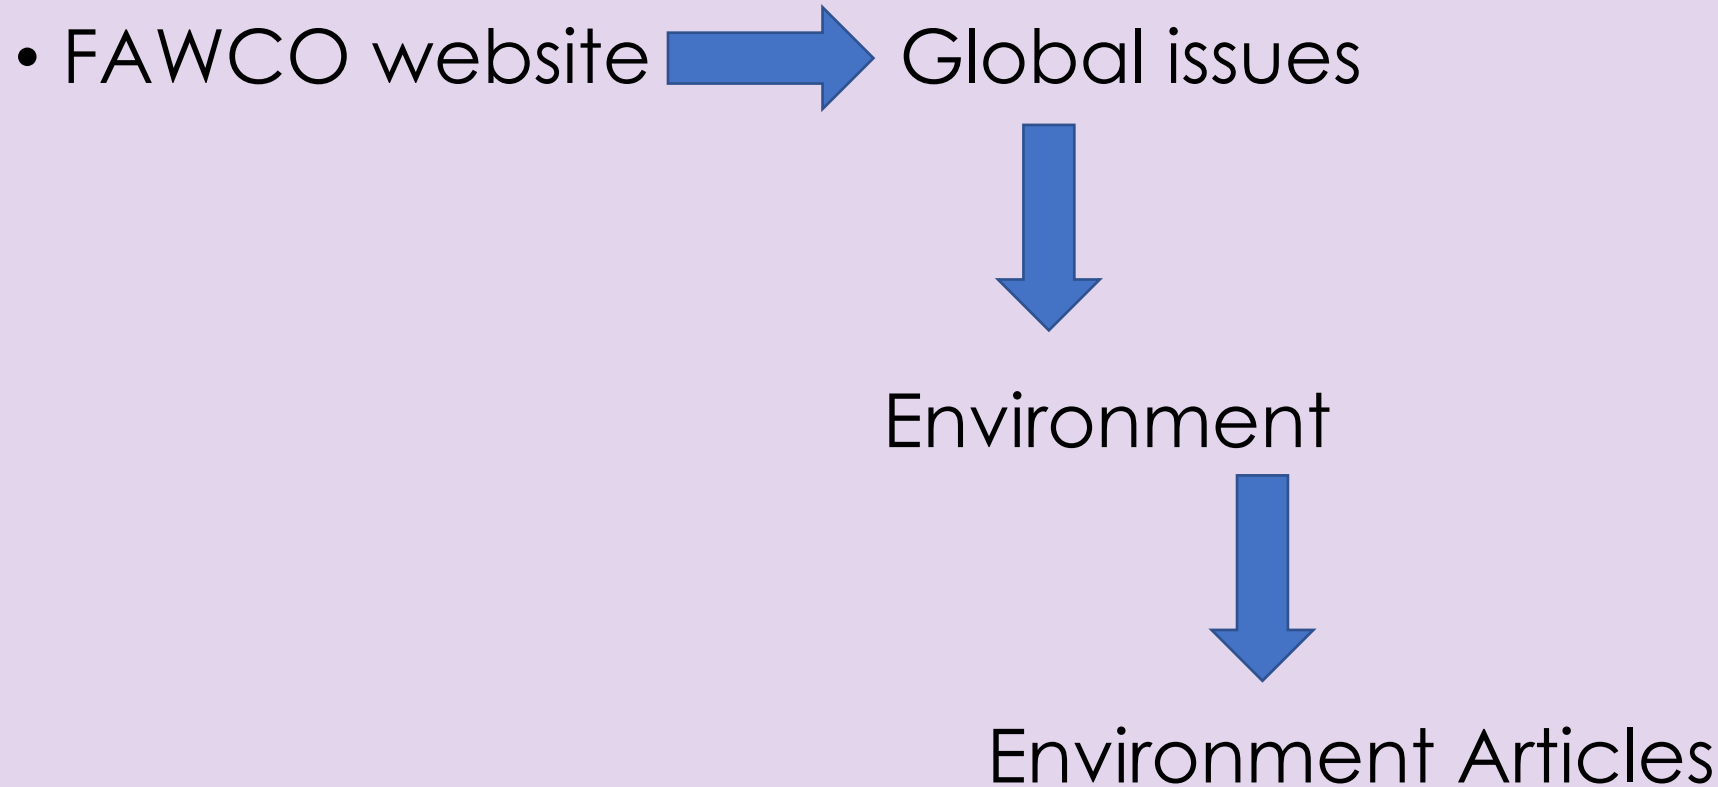 • FAWCO website Global issues
Environment
Environment Articles